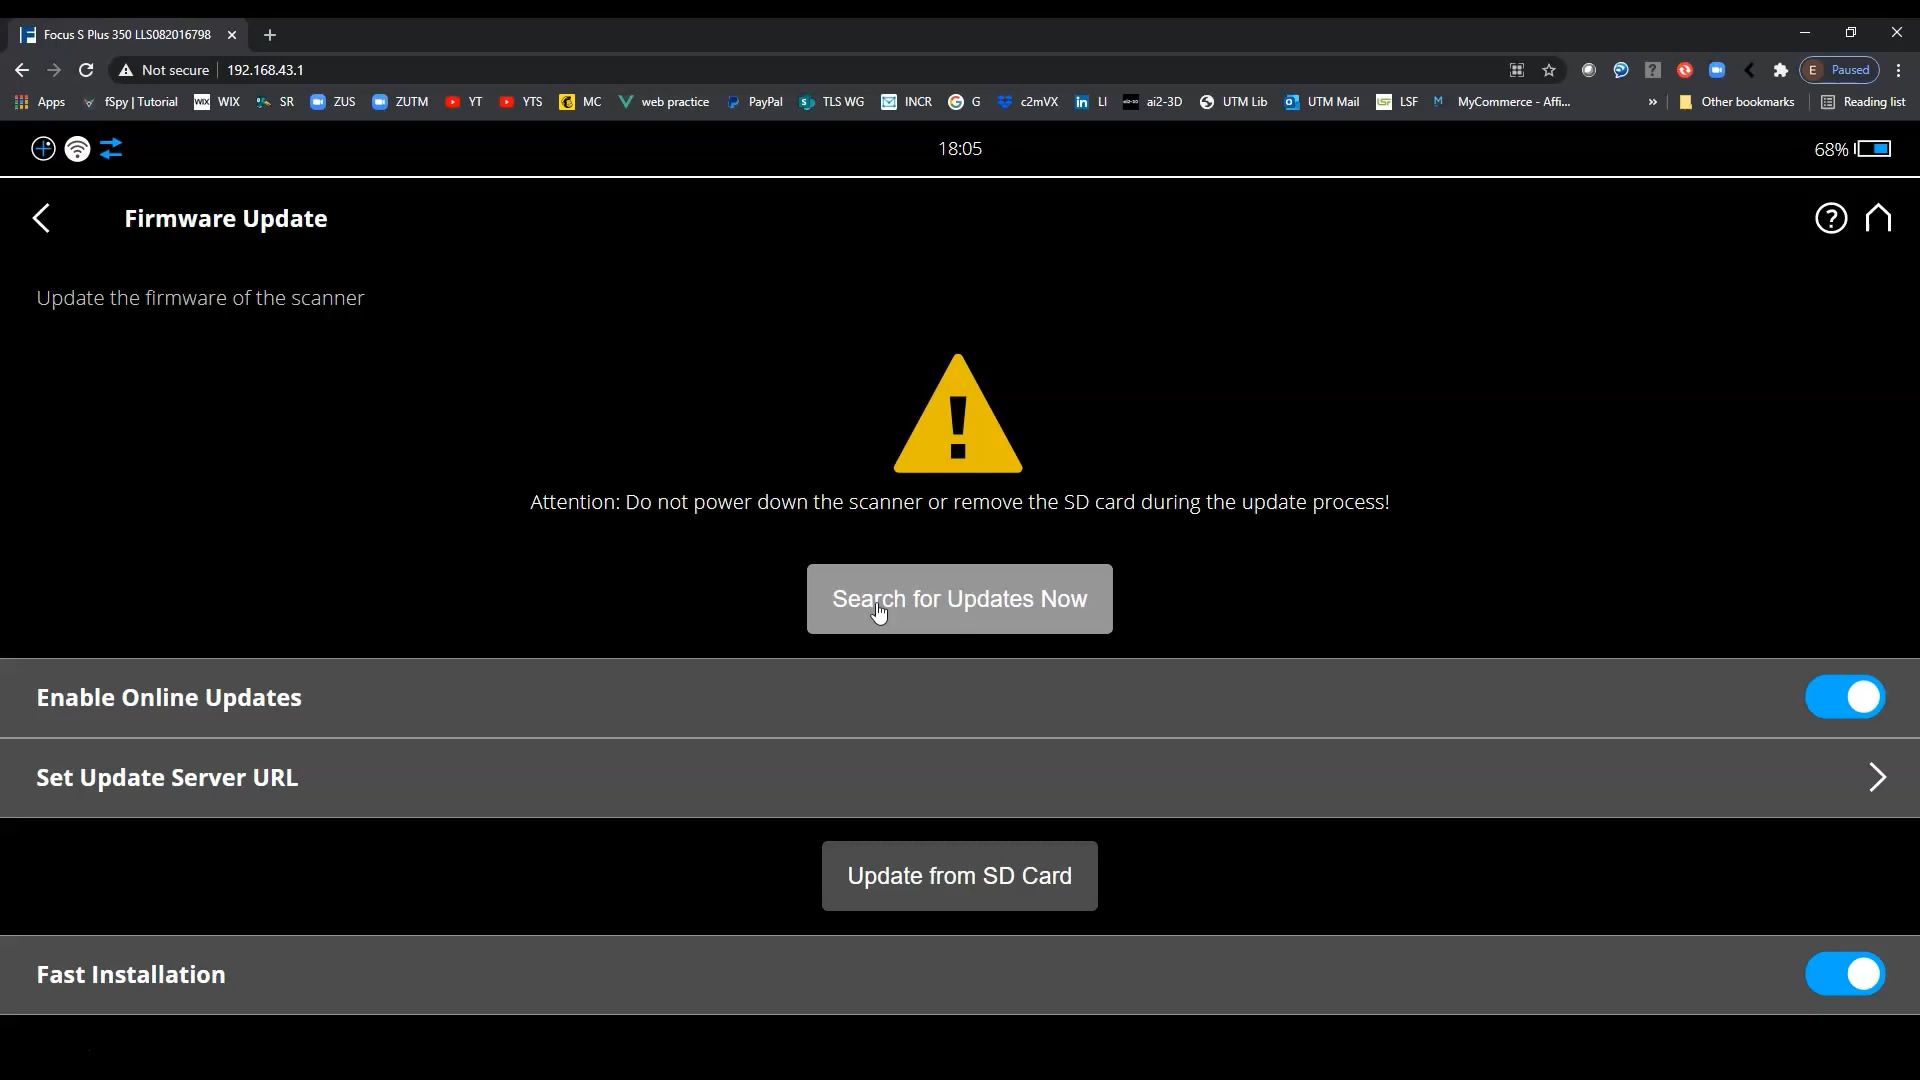 Focus S Plus 350 LLS082016798
Not secure 192.168.43.1
E Paused
Apps fSpy | Tutorial WIX WIX SR ZUS ZUTM YT YTS MC web practice PayPal TLS WG INCR G c2mVX LI ai2-3D UTM Lib UTM Mail LSF MyCommerce - Affi... » Other bookmarks Reading list
18:05
68%
Firmware Update
Update the firmware of the scanner
Attention: Do not power down the scanner or remove the SD card during the update process!
Search for Updates Now
Enable Online Updates
Set Update Server URL
Update from SD Card
Fast Installation